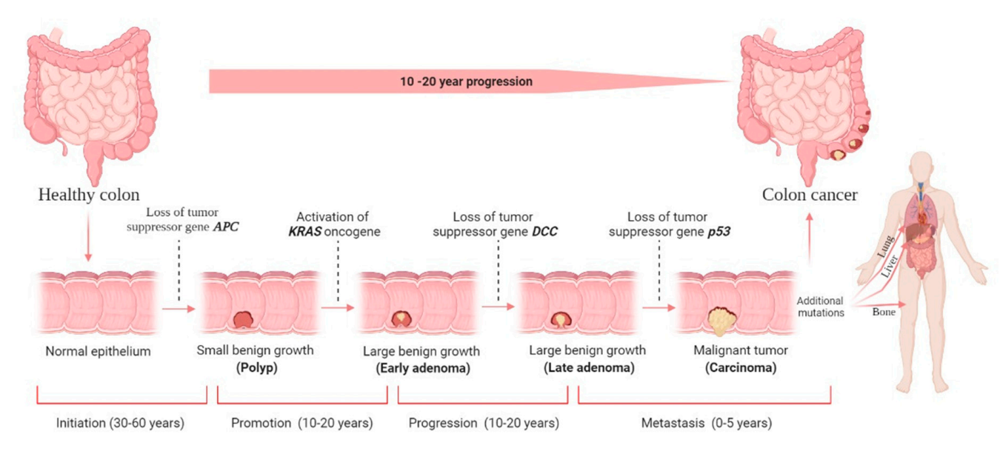 10 -20 year progression
Healthy colon
Colon cancer
Loss of tumor
suppressor gene APC
Activation of
KRAS oncogene
Loss of tumor
suppressor gene DCC
Loss of tumor
suppressor gene p53
Lung
Liver
Bone
Additional
mutations
Normal epithelium
Small benign growth
(Polyp)
Large benign growth
(Early adenoma)
Large benign growth
(Late adenoma)
Malignant tumor
(Carcinoma)
Initiation (30-60 years)
Promotion (10-20 years)
Progression (10-20 years)
Metastasis (0-5 years)